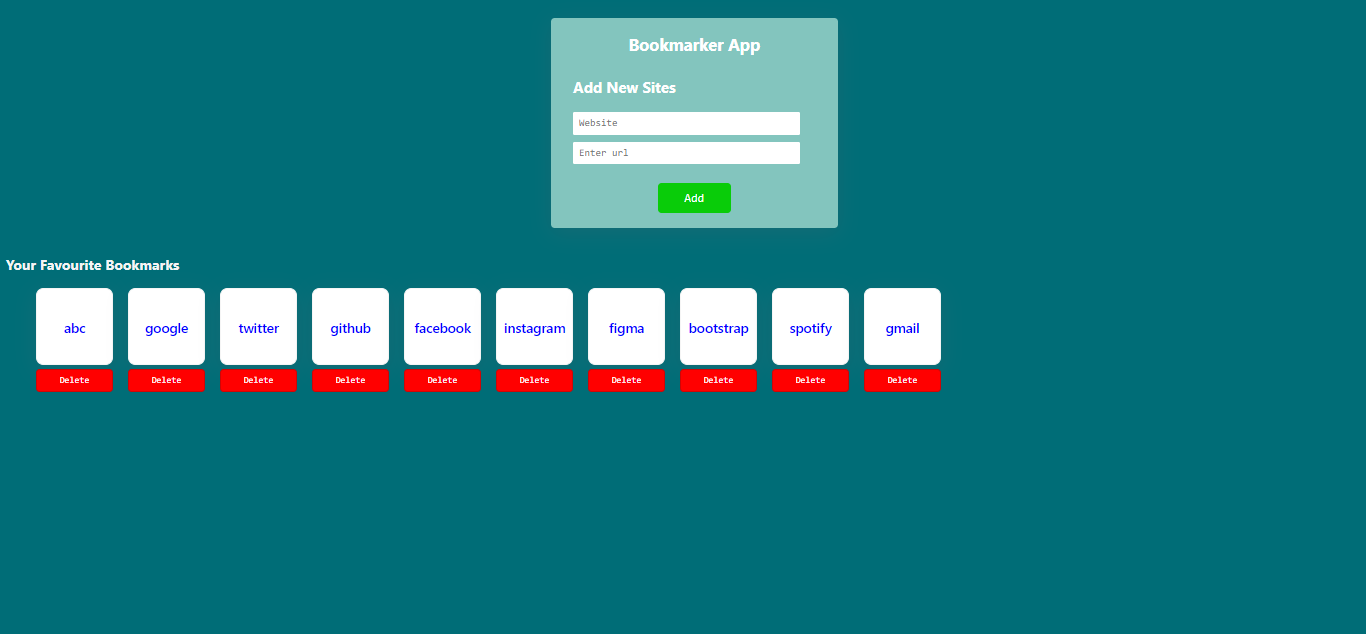 Bookmarker App
Add New Sites
Website
Enter url
Add
Your Favourite Bookmarks
abc google twitter github facebook instagram figma bootstrap spotify gmail
Delete Delete Delete Delete Delete Delete Delete Delete Delete Delete